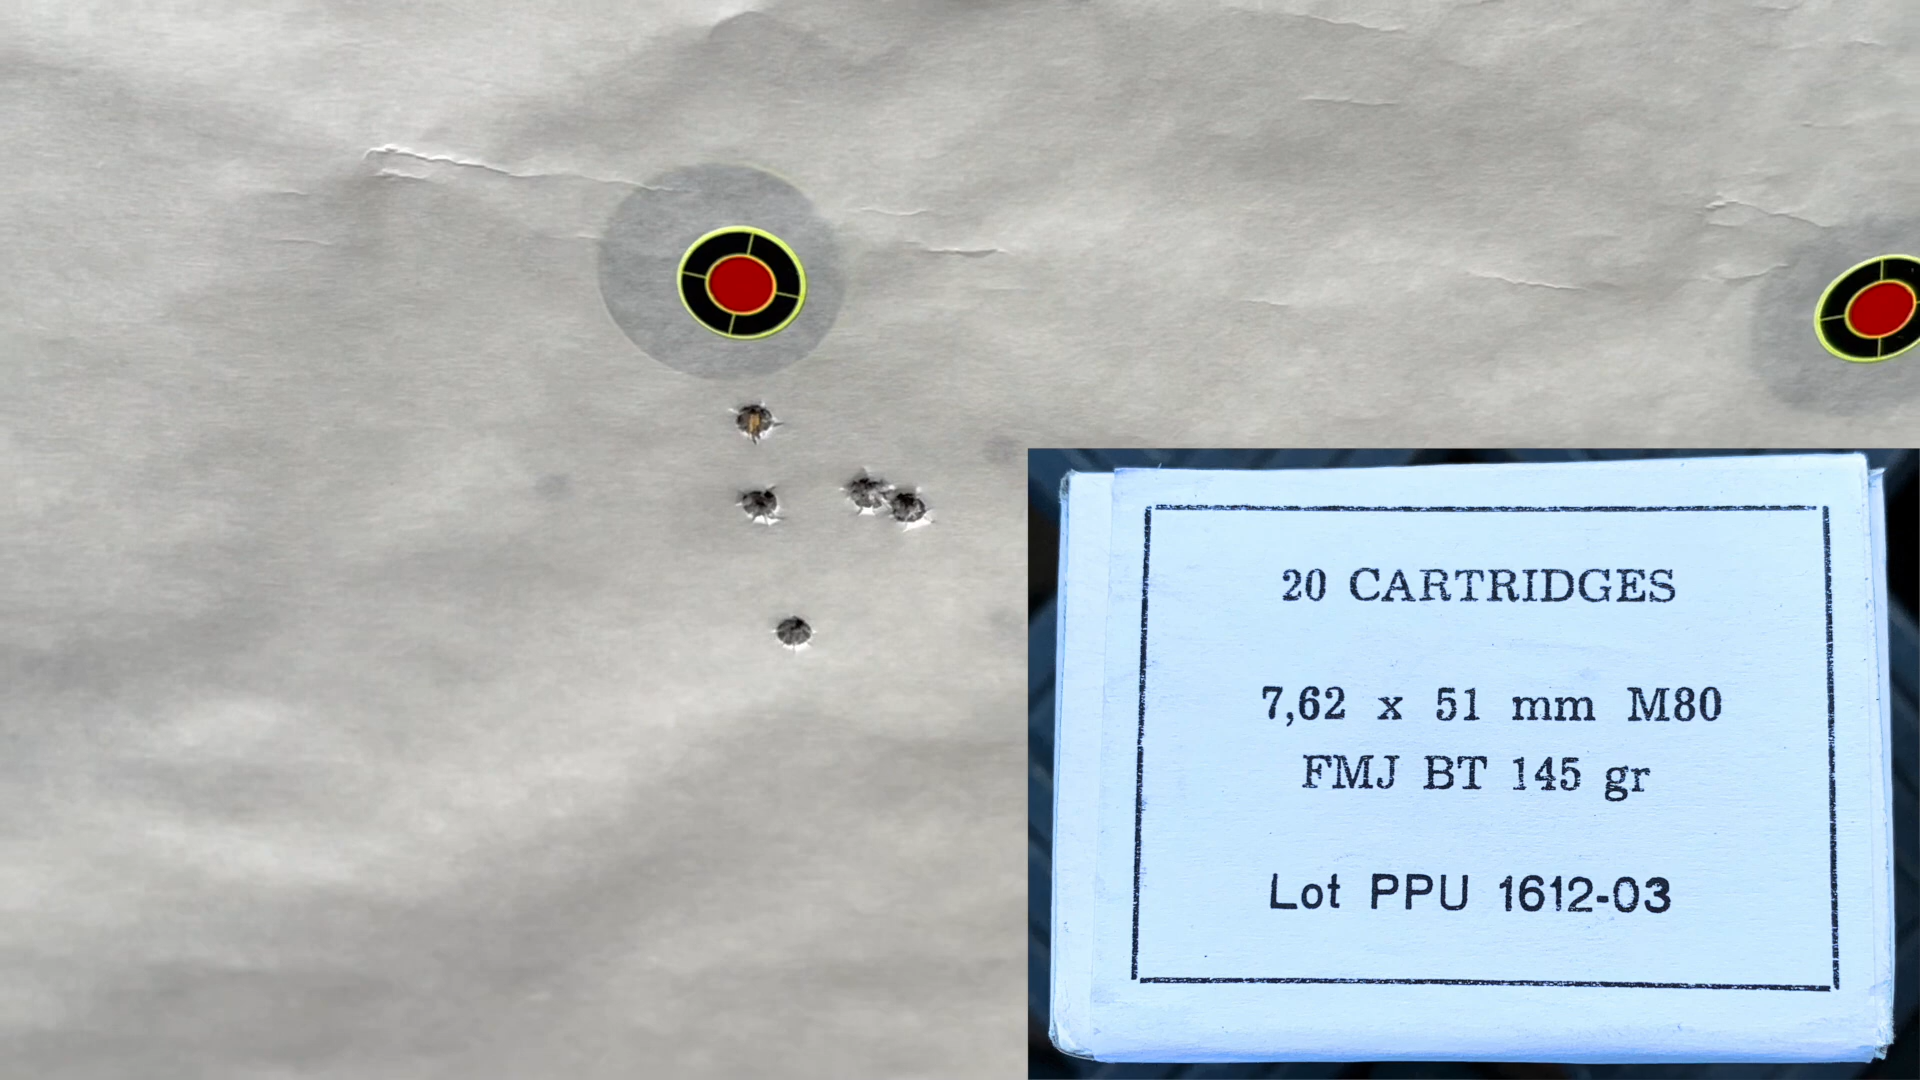 20 CARTRIDGES
7,62 x 51 mm M80
FMJ BT 145 gr
Lot PPU 1612-03